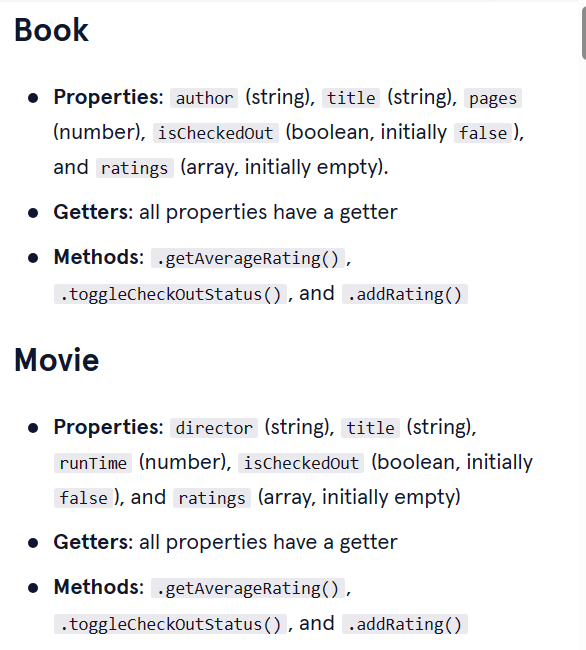 Book
Properties: author (string), title (string), pages
(number), isCheckedOut (boolean, initially false ),
and ratings (array, initially empty).
Getters: all properties have a getter
Methods: .getAverageRating() ,
.toggleCheckOutStatus() , and .addRating()
Movie
Properties: director (string), title (string),
runTime (number), isCheckedOut (boolean, initially
false ), and ratings (array, initially empty)
Getters: all properties have a getter
Methods: .getAverageRating() ,
.toggleCheckOutStatus() , and .addRating()